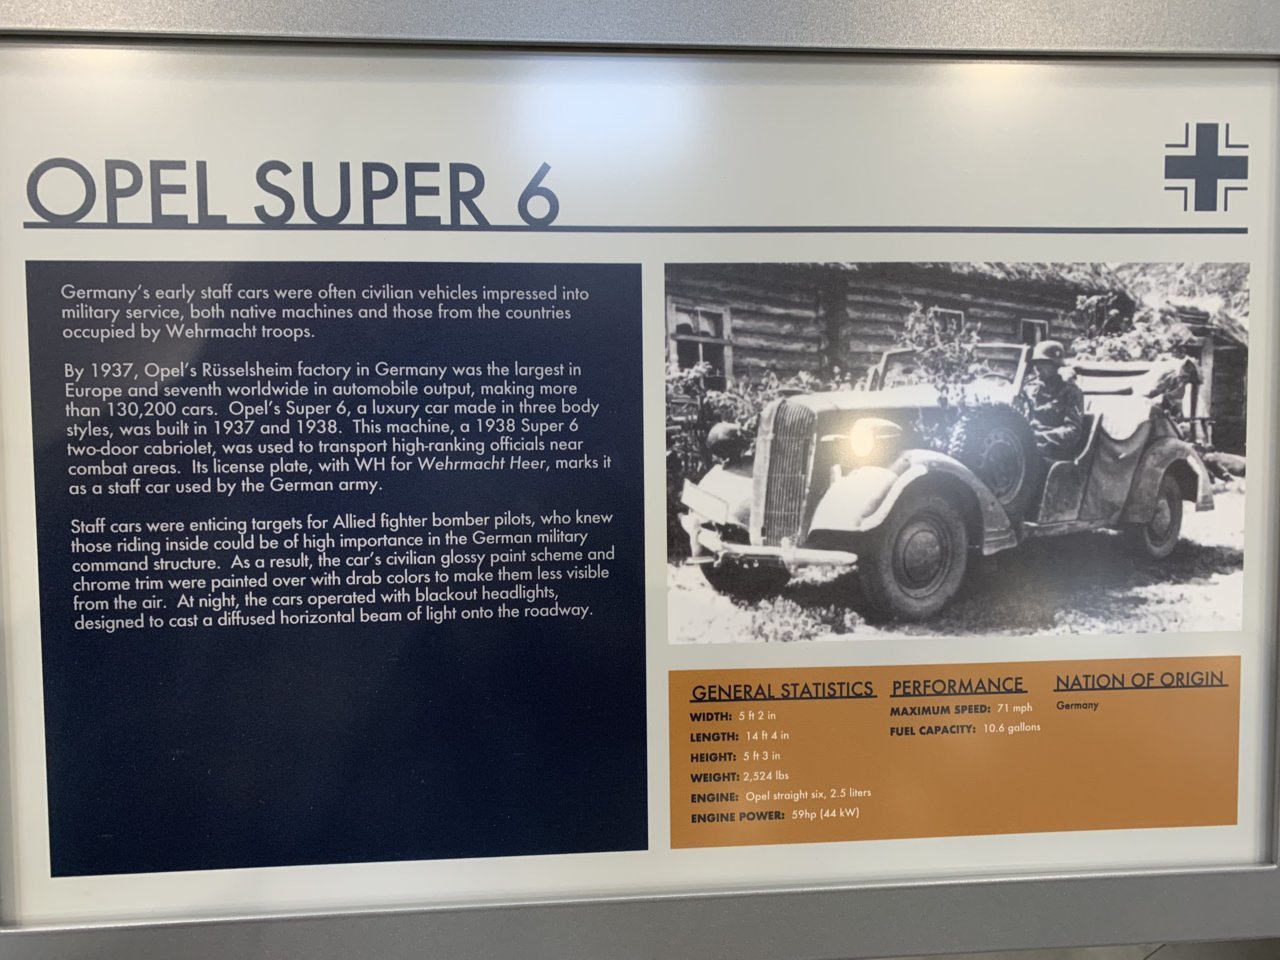 OPEL SUPER 6
Germany's early staff cars were often civilian vehicles impressed into
military service, both native machines and those from the countries
occupied by Wehrmacht troops.
By 1937, Opel's Rüsselsheim factory in Germany was the largest in
Europe and seventh worldwide in automobile output, making more
than 130,200 cars.  Opel's Super 6, a luxury car made in three body
styles, was built in 1937 and 1938.  This machine, a 1938 Super 6
two-door cabriolet, was used to transport high-ranking officials near
combat areas.  Its license plate, with WH for Wehrmacht Heer, marks it
as a staff car used by the German army.
Staff cars were enticing targets for Allied fighter bomber pilots, who knew
those riding inside could be of high importance in the German military
command structure.  As a result, the car's civilian glossy paint scheme and
chrome trim were painted over with drab colors to make them less visible
from the air.  At night, the cars operated with blackout headlights,
designed to cast a diffused horizontal beam of light onto the roadway.
GENERAL STATISTICS
WIDTH: 5 ft 2 in
LENGTH: 14 ft 4 in
HEIGHT: 5 ft 3 in
WEIGHT: 2,524 lbs
ENGINE: Opel straight six, 2.5 liters
ENGINE POWER: 59hp (44 kW)
PERFORMANCE
MAXIMUM SPEED: 71 mph
FUEL CAPACITY: 10.6 gallons
NATION OF ORIGIN
Germany